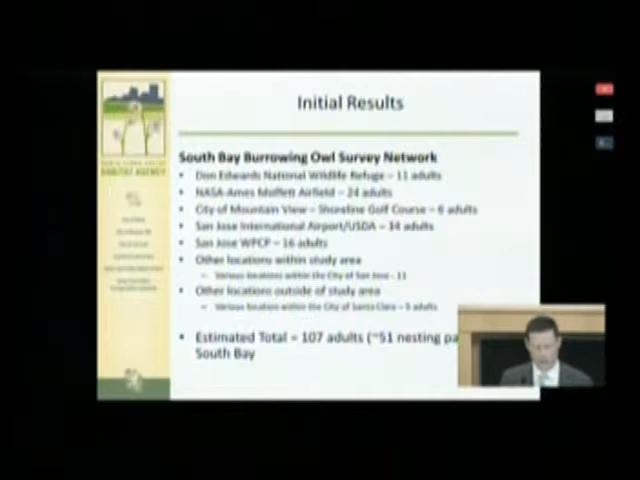 Initial Results
South Bay Burrowing Owl Survey Network
• Don Edwards National Wildlife Refuge – 11 adults
• NASA-Ames Moffett Airfield – 24 adults
• City of Mountain View – Shoreline Golf Course – 6 adults
• San Jose International Airport/USDA – 34 adults
• San Jose WPCP – 16 adults
• Other locations within study area
– Various locations within the City of San Jose - 11
• Other locations outside of study area
– Various location within the City of Santa Clara – 5 adults
• Estimated Total = 107 adults (~51 nesting pa
South Bay
HABITAT AGENCY